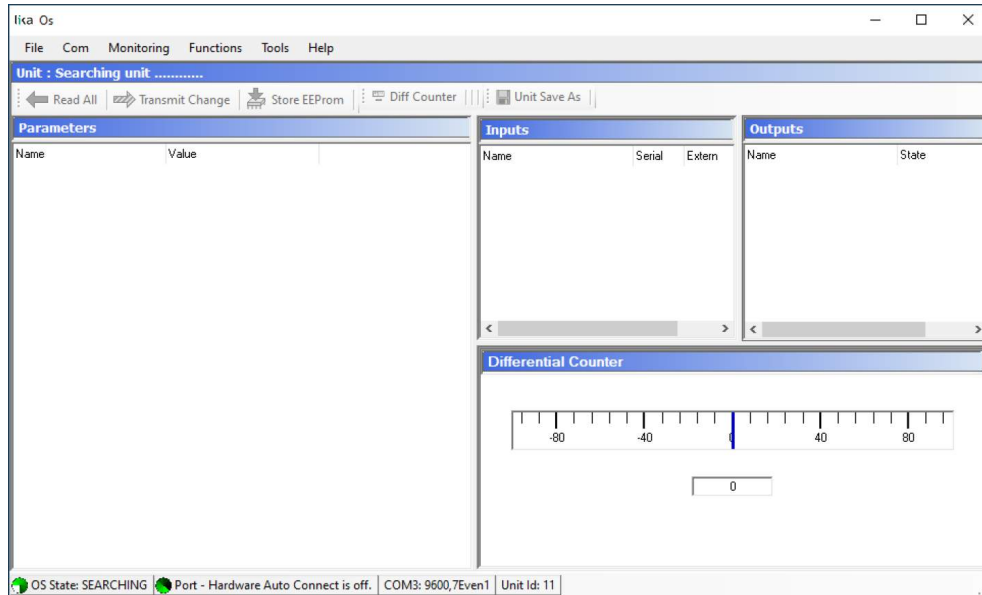 lika Os
File Com Monitoring Functions Tools Help
Unit : Searching unit ............
Read All Transmit Change Store EEProm Diff Counter Unit Save As
Parameters
Name Value
Inputs
Name Serial Extern
Outputs
Name State
Differential Counter
-80 -40 0 40 80
0
OS State: SEARCHING Port - Hardware Auto Connect is off. COM3: 9600,7Even1 Unit Id: 11